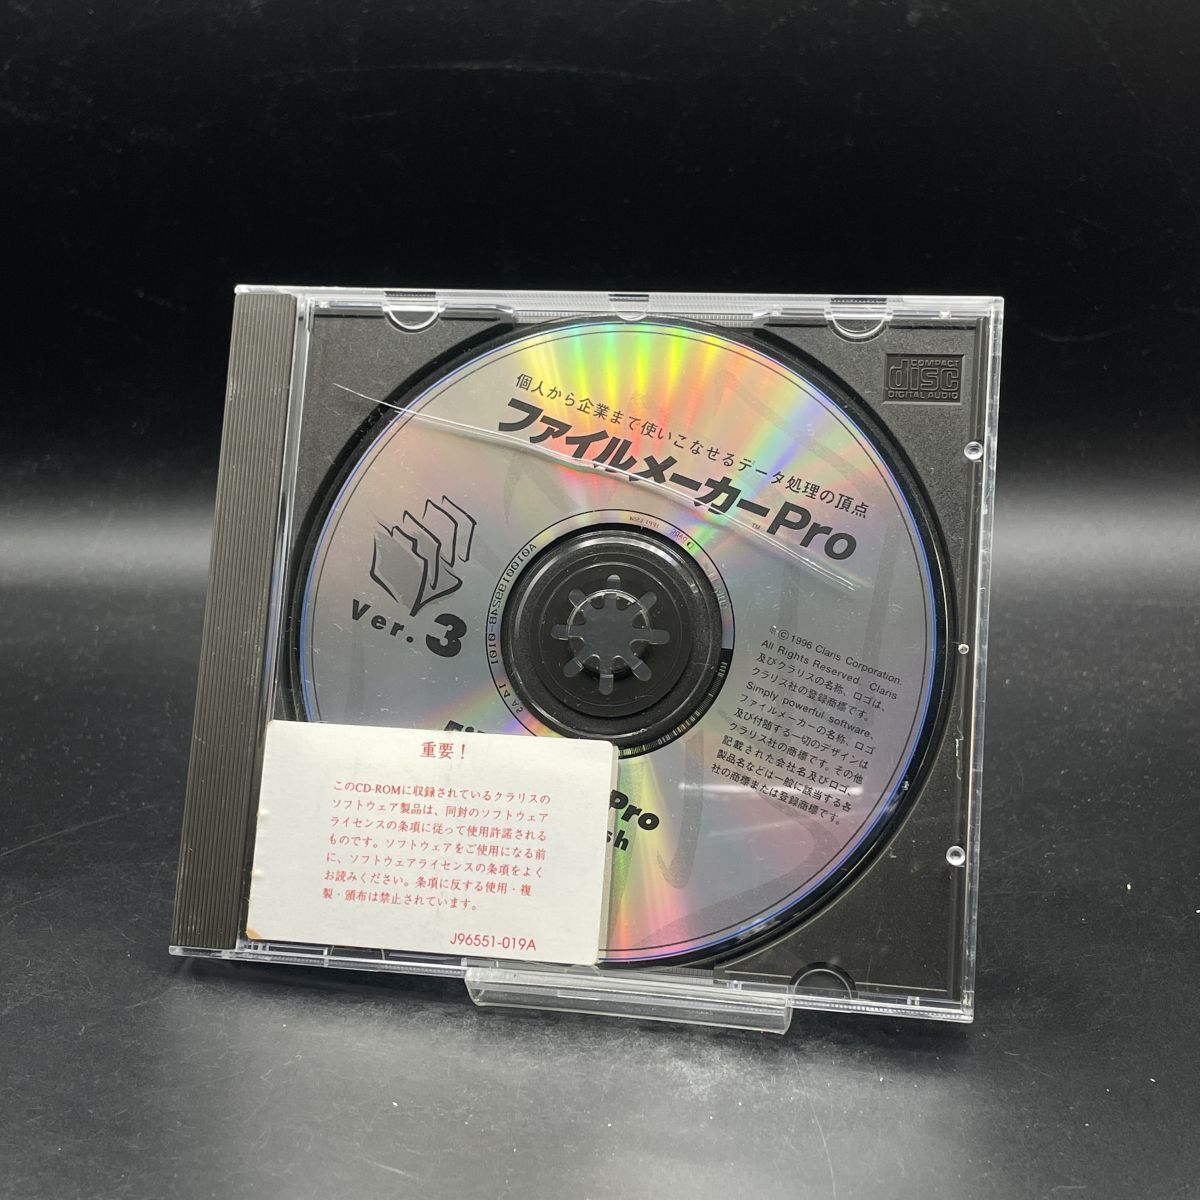 COMPACT
disc
DIGITAL AUDIO
個人から企業まで使いこなせるデータ処理の頂点
ファイルメーカーPro
Ver. 3
© 1996 Claris Corporation.
All Rights Reserved. Claris
及びクラリスの名称、ロゴは、
クラリス社の登録商標です。
Simply powerful software、
ファイルメーカーの名称、ロゴ
及び付随する一切のデザインは
クラリス社の商標です。その他
記載された会社名及びロゴ、
製品名などは一般に該当する各
社の商標または登録商標です。
Pro
sh
重要！
このCD-ROMに収録されているクラリスの
ソフトウェア製品は、同封のソフトウェア
ライセンスの条項に従って使用許諾される
ものです。ソフトウェアをご使用になる前
に、ソフトウェアライセンスの条項をよく
お読みください。条項に反する使用・複
製・頒布は禁止されています。
J96551-019A